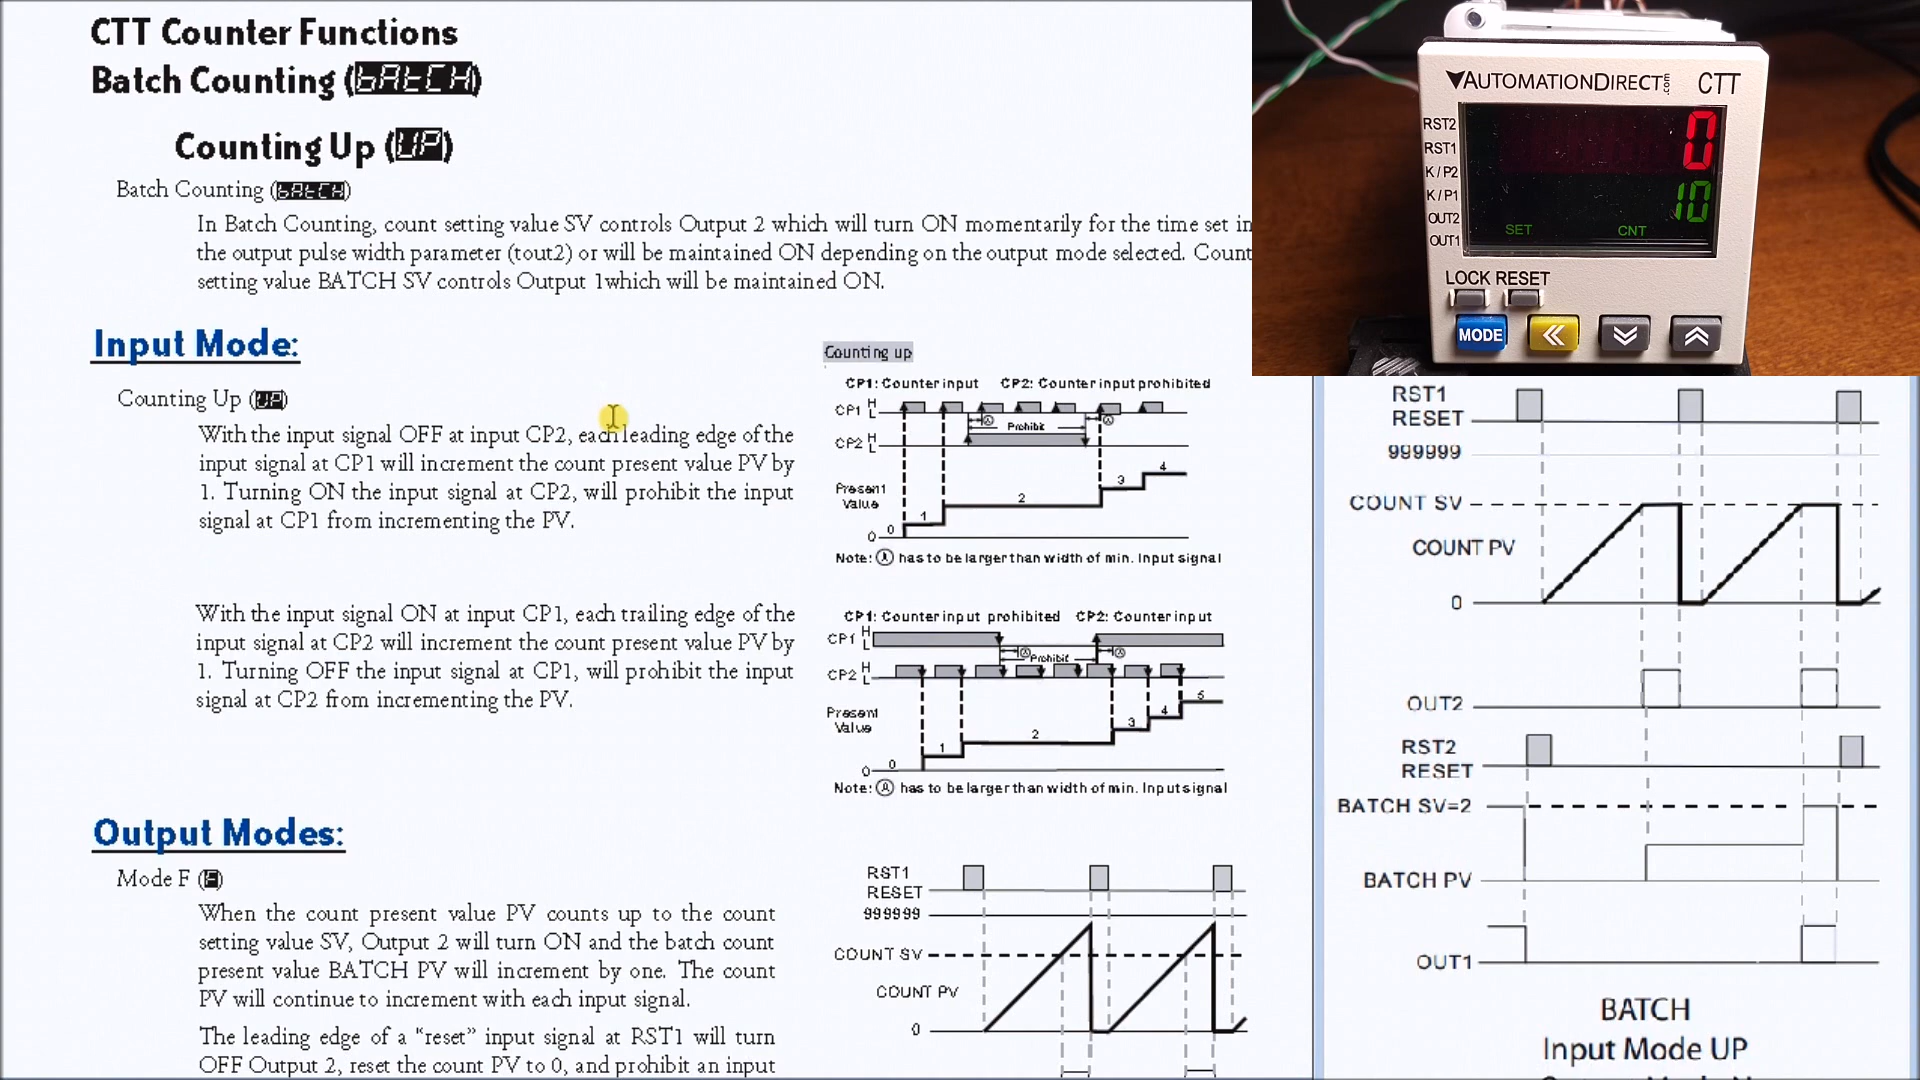 CTT Counter Functions
Batch Counting (bAtCH)
Counting Up (UP)
Batch Counting (bAtCH)
In Batch Counting, count setting value SV controls Output 2 which will turn ON momentarily for the time set in
the output pulse width parameter (tout2) or will be maintained ON depending on the output mode selected. Count
setting value BATCH SV controls Output 1which will be maintained ON.
Input Mode:
Counting Up (UP)
With the input signal OFF at input CP2, each leading edge of the
input signal at CP1 will increment the count present value PV by
1. Turning ON the input signal at CP2, will prohibit the input
signal at CP1 from incrementing the PV.
With the input signal ON at input CP1, each trailing edge of the
input signal at CP2 will increment the count present value PV by
1. Turning OFF the input signal at CP1, will prohibit the input
signal at CP2 from incrementing the PV.
Output Modes:
Mode F (F)
When the count present value PV counts up to the count
setting value SV, Output 2 will turn ON and the batch count
present value BATCH PV will increment by one. The count
PV will continue to increment with each input signal.
The leading edge of a “reset” input signal at RST1 will turn
OFF Output 2, reset the count PV to 0, and prohibit an input
Counting up
CP1: Counter input CP2: Counter input prohibited
CP1 H
L
A Prohibit A
CP2 H
L
Present
Value
0 0 1 2 3 4
Note: A has to be larger than width of min. Input signal
CP1: Counter input prohibited CP2: Counter input
CP1 H
L
A Prohibit A
CP2 H
L
Present
Value
0 0 1 2 3 4 5
Note: A has to be larger than width of min. Input signal
RST1
RESET
999999
COUNT SV
COUNT PV
0
AUTOMATIONDIRECT.com CTT
RST2
RST1
K/P2
K/P1
OUT2
OUT1
0
10
SET CNT
LOCK RESET
MODE
RST1
RESET
999999
COUNT SV
COUNT PV
0
OUT2
RST2
RESET
BATCH SV=2
BATCH PV
OUT1
BATCH
Input Mode UP